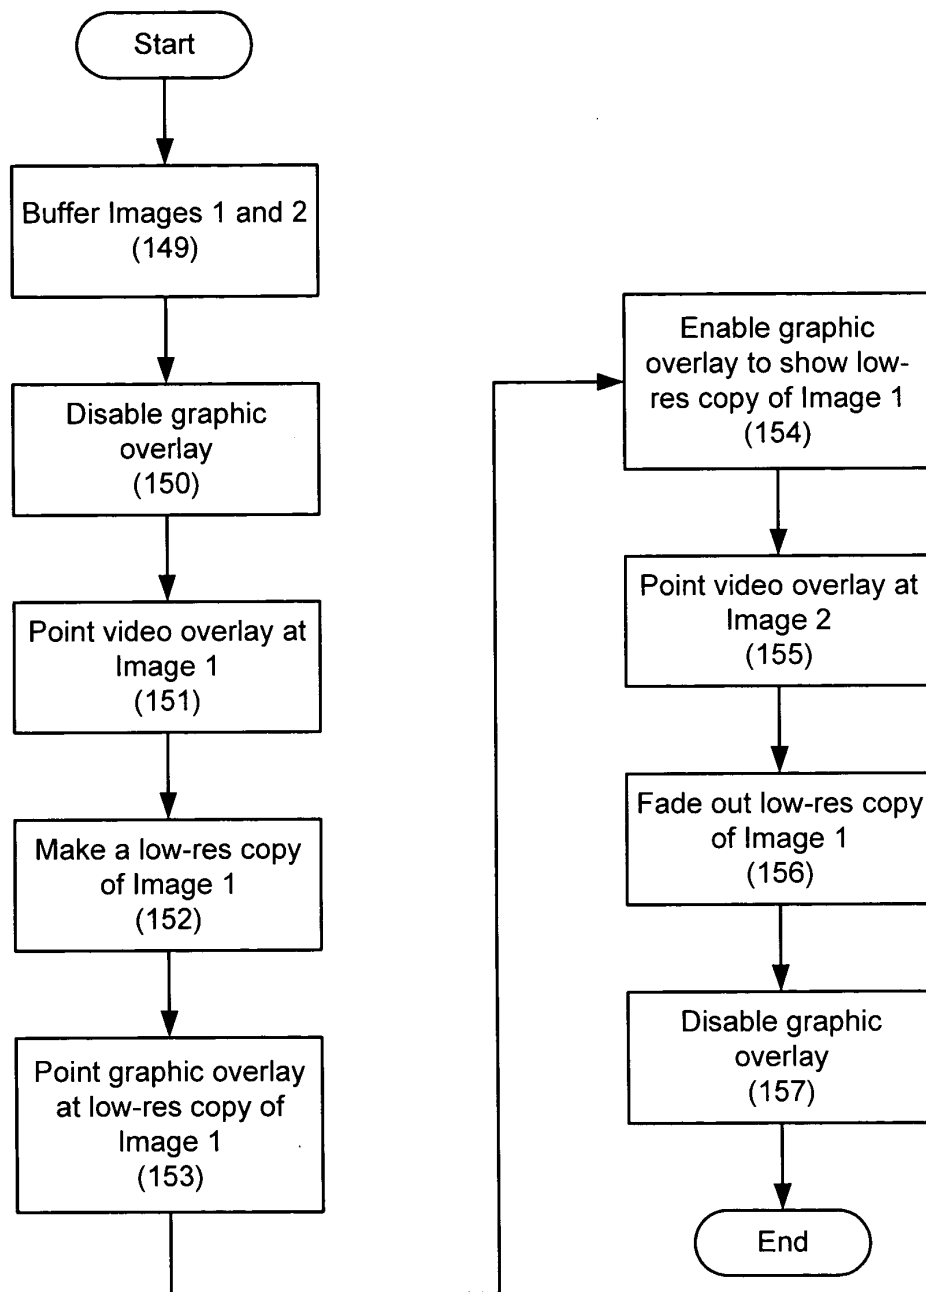 Start
Buffer Images 1 and 2
(149)
Disable graphic
overlay
(150)
Point video overlay at
Image 1
(151)
Make a low-res copy
of Image 1
(152)
Point graphic overlay
at low-res copy of
Image 1
(153)
Enable graphic
overlay to show low-
res copy of Image 1
(154)
Point video overlay at
Image 2
(155)
Fade out low-res copy
of Image 1
(156)
Disable graphic
overlay
(157)
End